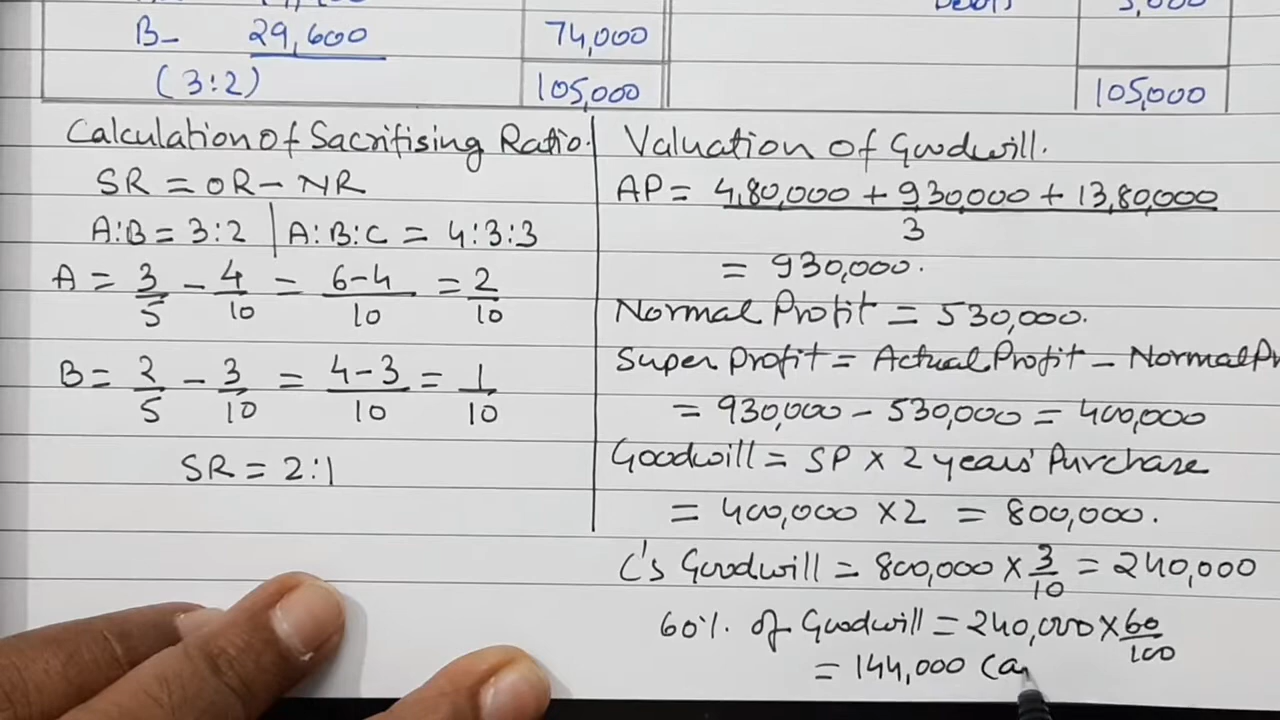 B- 29,600 74,000
(3:2) 105,000 105,000
Calculation of Sacrifising Ratio.
SR = OR - NR
A:B = 3:2 | A:B:C = 4:3:3
A = 3/5 - 4/10 = 6-4/10 = 2/10
B = 2/5 - 3/10 = 4-3/10 = 1/10
SR = 2:1
Valuation of Goodwill.
AP = 4,80,000 + 930,000 + 13,80,000
3
= 930,000.
Normal Profit = 530,000.
Super Profit = Actual Profit - Normal Pr
= 930,000 - 530,000 = 400,000
Goodwill = SP × 2 years' Purchase
= 400,000 × 2 = 800,000.
C's Goodwill = 800,000 × 3/10 = 240,000
60%. of Goodwill = 240,000 × 60/100
= 144,000 (a